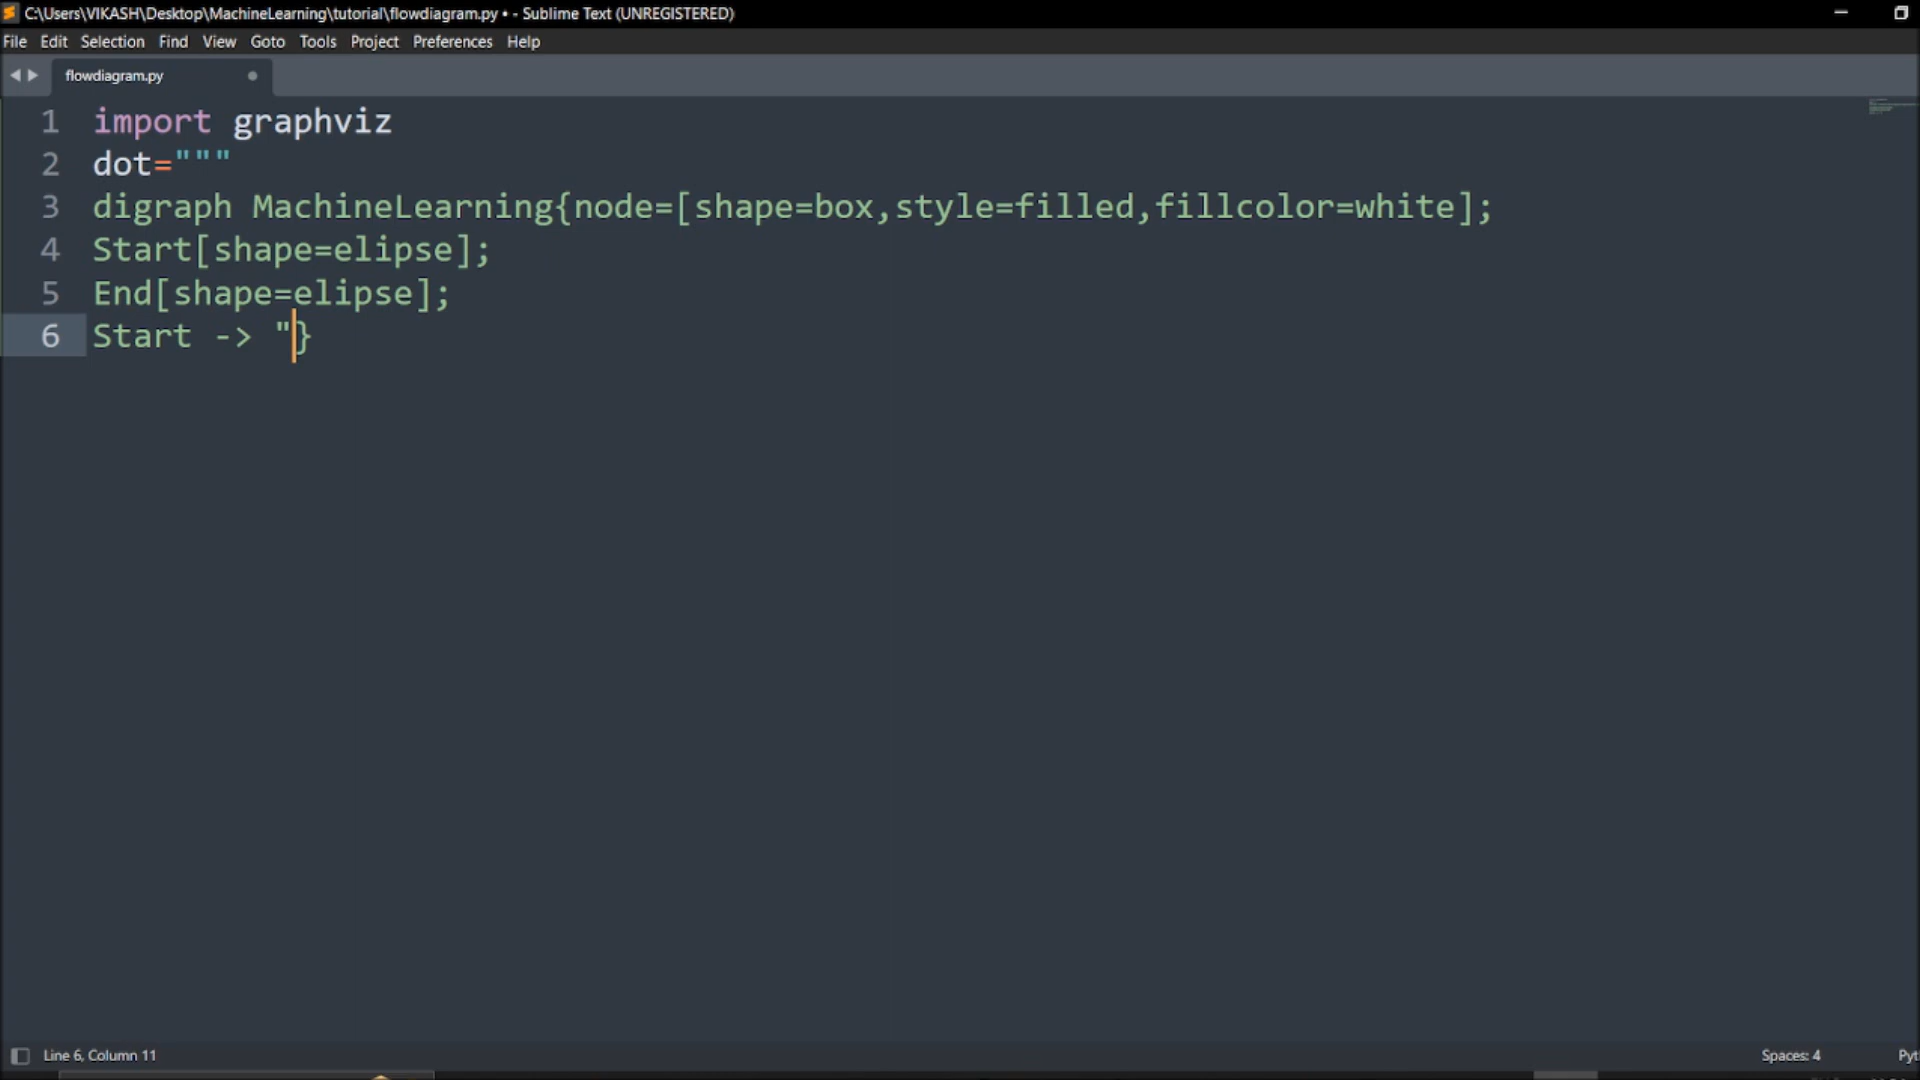 C:\Users\VIKASH\Desktop\MachineLearning\tutorial\flowdiagram.py • - Sublime Text (UNREGISTERED)
File Edit Selection Find View Goto Tools Project Preferences Help
flowdiagram.py
1 import graphviz
2 dot="""
3 digraph MachineLearning{node=[shape=box,style=filled,fillcolor=white];
4 Start[shape=elipse];
5 End[shape=elipse];
6 Start -> "}
Line 6, Column 11 Spaces: 4 Pyt